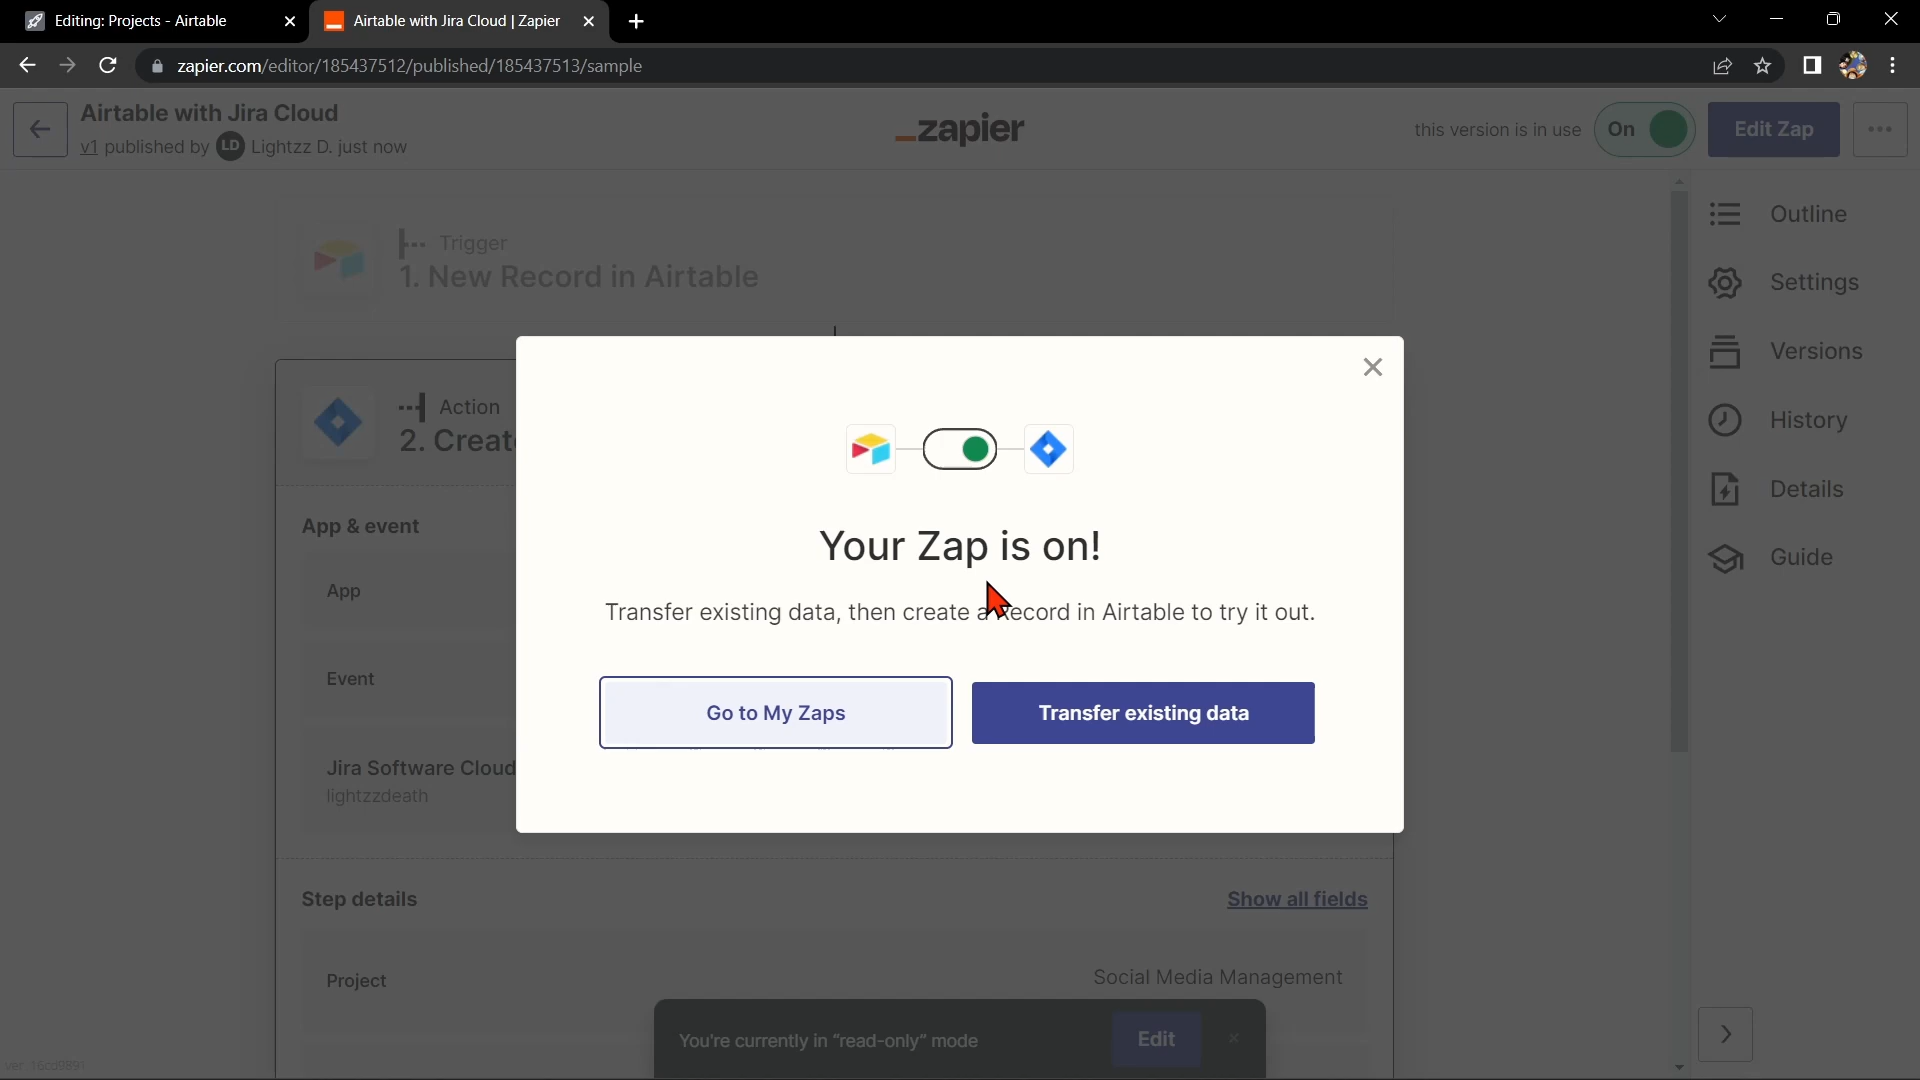 Editing: Projects - Airtable
Airtable with Jira Cloud | Zapier
zapier.com/editor/185437512/published/185437513/sample
Airtable with Jira Cloud
v1 published by LD Lightzz D. just now
zapier
this version is in use
On
Edit Zap
Trigger
1. New Record in Airtable
Outline
Settings
Versions
History
Details
Guide
Action
2. Create
App & event
App
Event
Jira Software Cloud
lightzzdeath
Your Zap is on!
Transfer existing data, then create a Record in Airtable to try it out.
Go to My Zaps
Transfer existing data
Step details
Show all fields
Project
Social Media Management
You're currently in "read-only" mode
Edit